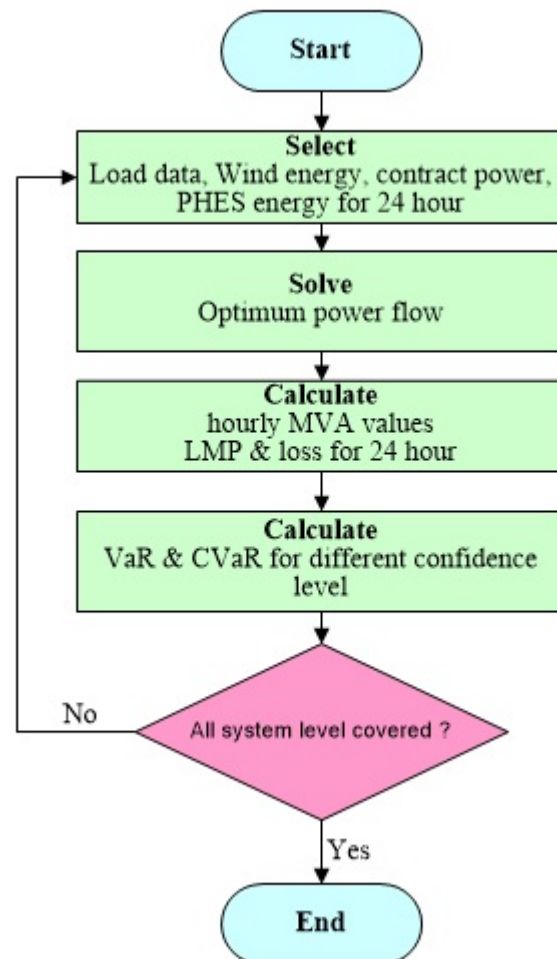 Start
Select
Load data, Wind energy, contract power,
PHES energy for 24 hour
Solve
Optimum power flow
Calculate
hourly MVA values
LMP & loss for 24 hour
Calculate
VaR & CVaR for different confidence
level
No
All system level covered ?
Yes
End